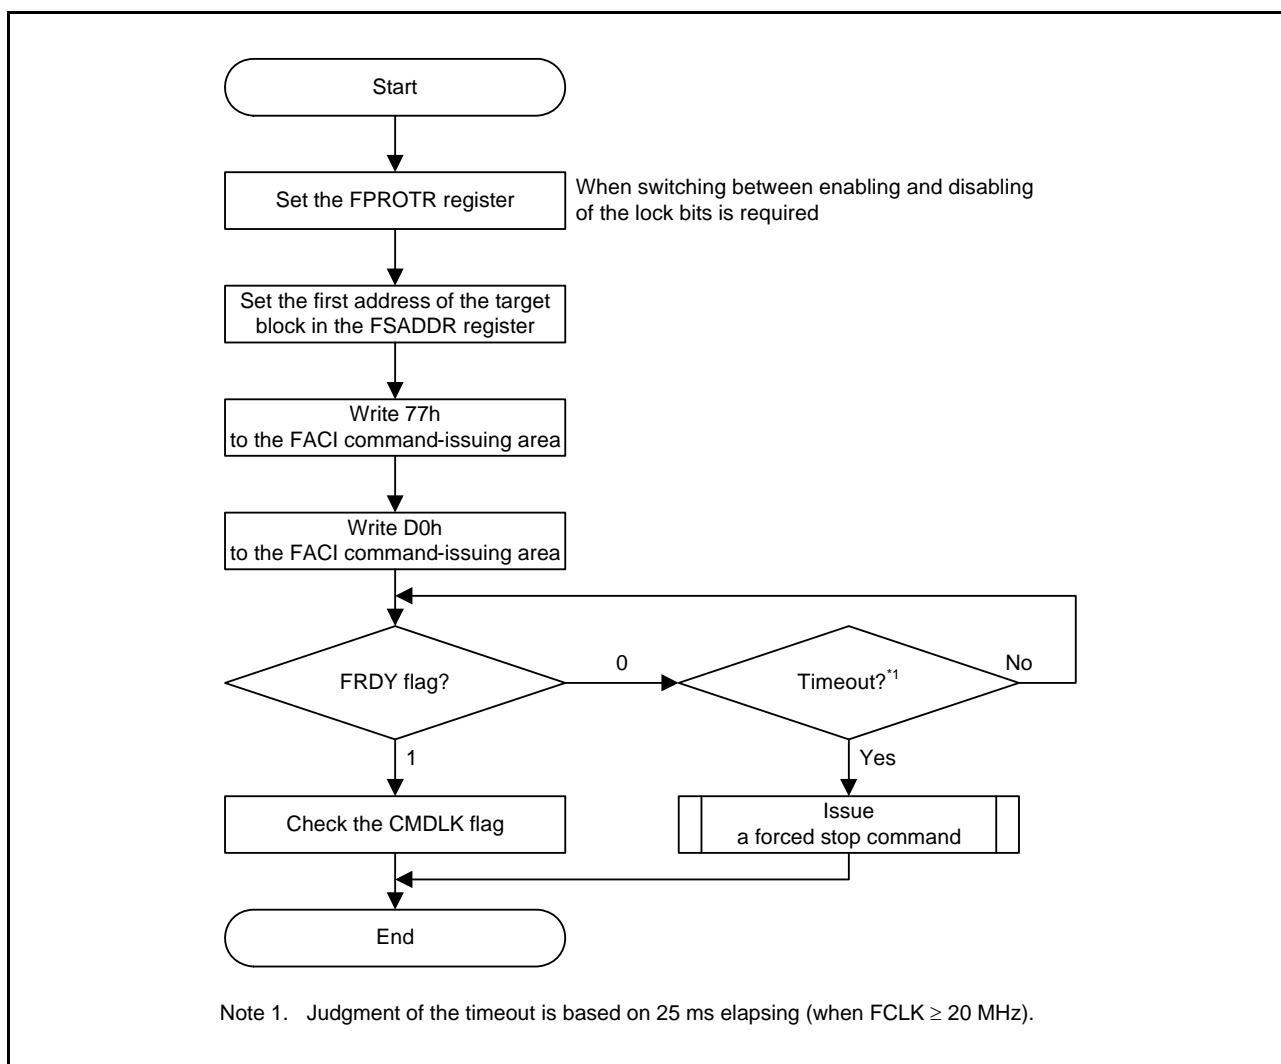 Start
Set the FPROTR register
When switching between enabling and disabling
of the lock bits is required
Set the first address of the target
block in the FSADDR register
Write 77h
to the FACI command-issuing area
Write D0h
to the FACI command-issuing area
FRDY flag?
0
Timeout?*1
No
1
Yes
Check the CMDLK flag
Issue
a forced stop command
End
Note 1. Judgment of the timeout is based on 25 ms elapsing (when FCLK ≥ 20 MHz).